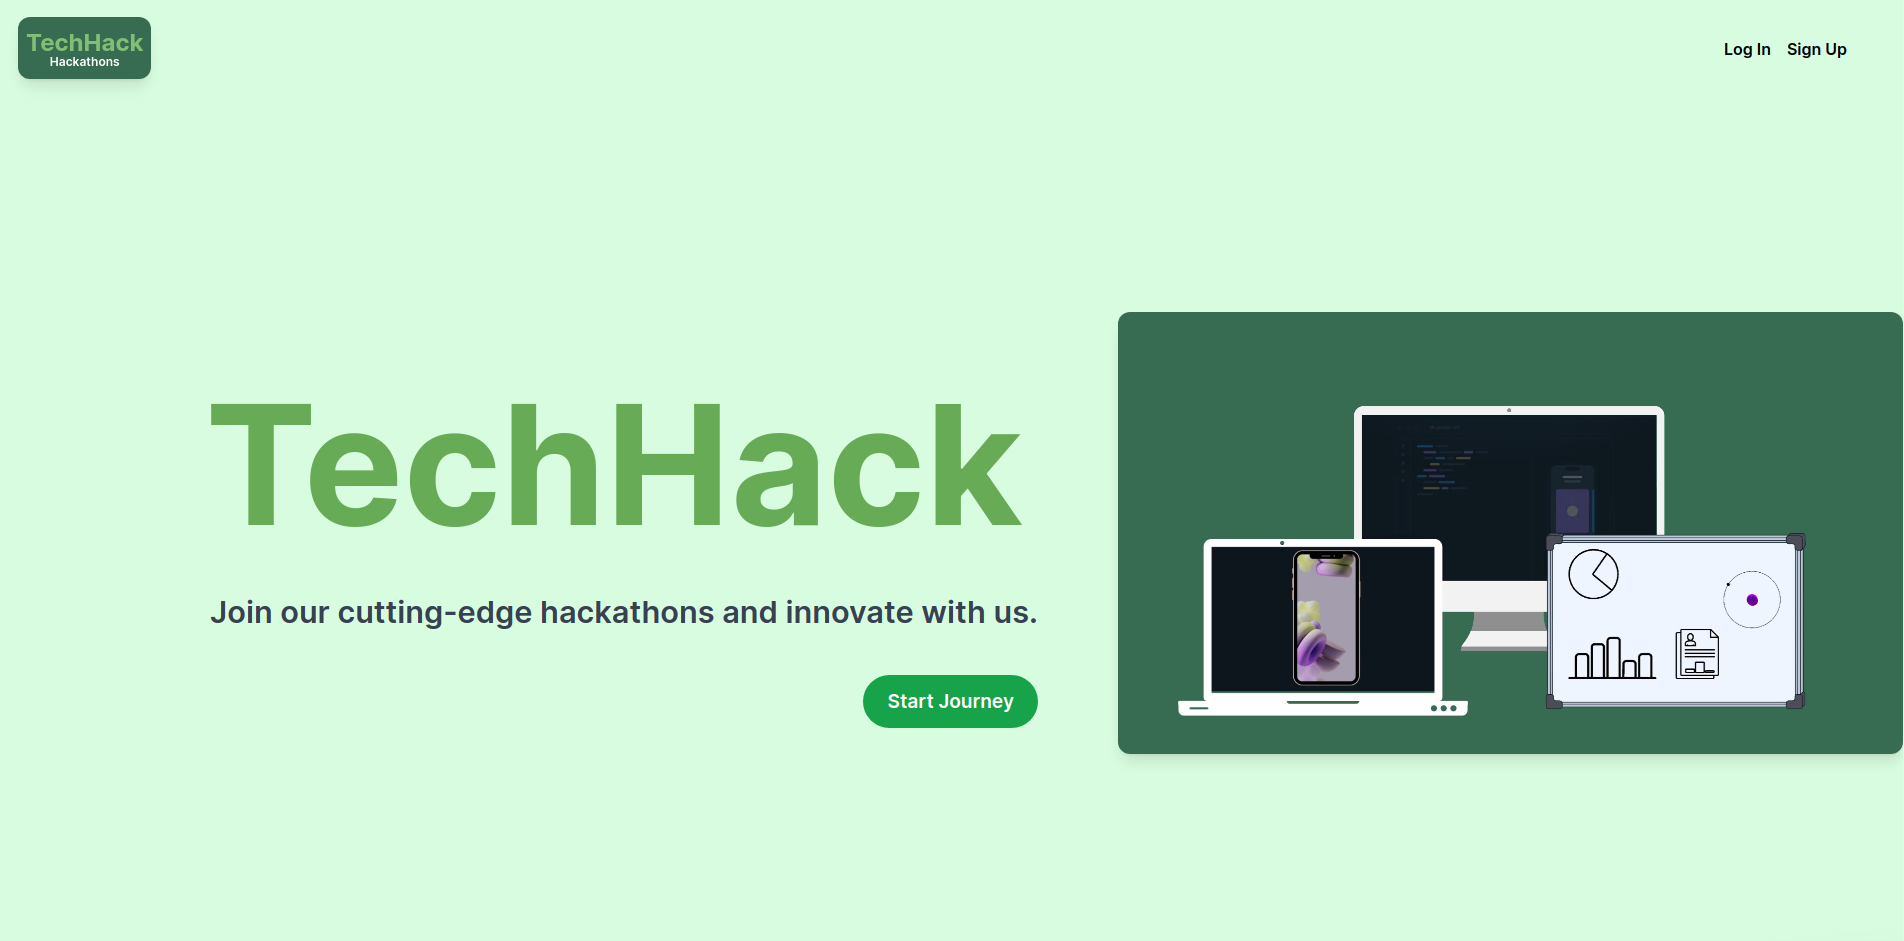 TechHack
Hackathons
Log In
Sign Up
TechHack
Join our cutting-edge hackathons and innovate with us.
Start Journey